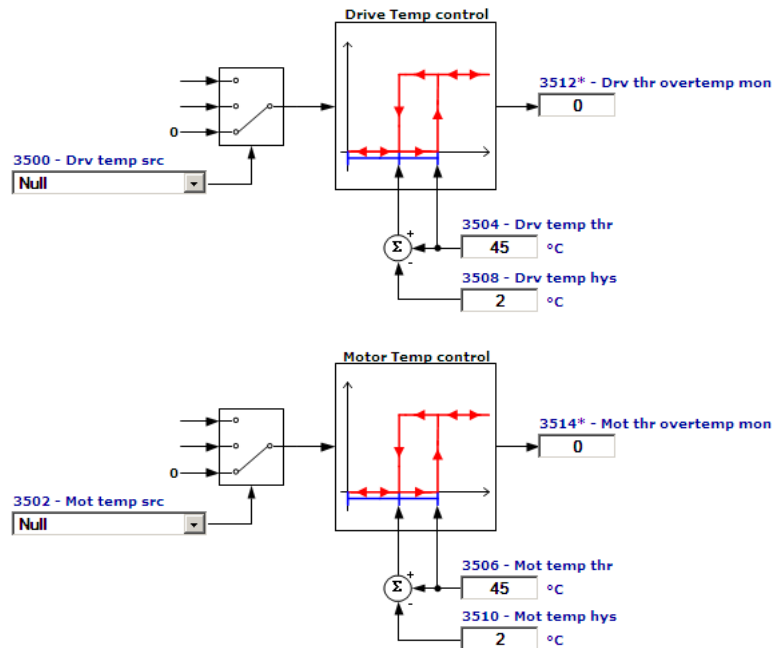 Drive Temp control
3512* - Drv thr overtemp mon
0
0
3500 - Drv temp src
Null
3504 - Drv temp thr
Σ + - 45 °C
3508 - Drv temp hys
2 °C
Motor Temp control
3514* - Mot thr overtemp mon
0
0
3502 - Mot temp src
Null
3506 - Mot temp thr
Σ + - 45 °C
3510 - Mot temp hys
2 °C